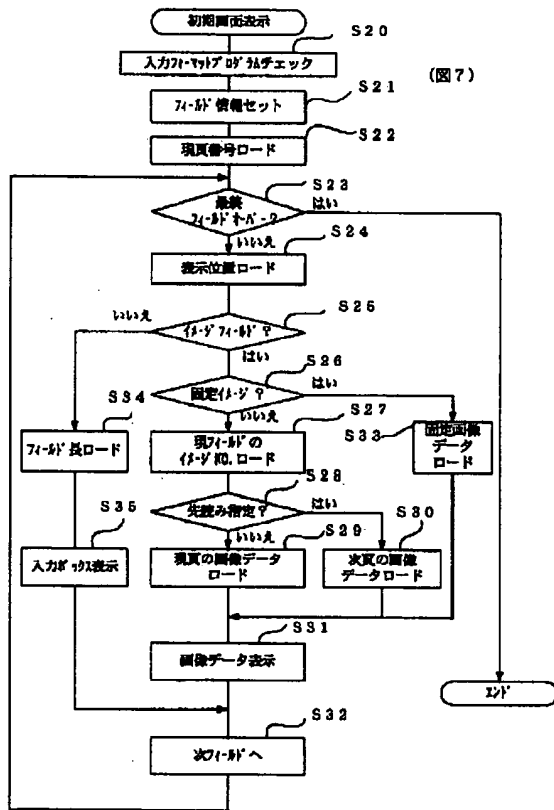 初期画面表示
S20
入力フィーマットプログラムチェック
(図7)
S21
フィールド情報セット
S22
現頁番号ロード
S23
最終
フィールドオーバー?
はい
S24
いいえ
表示位置ロード
S25
いいえ
イメージフィールド?
はい
S26
固定イメージ?
はい
S34
いいえ
S27
S33
フィールド長ロード
現フィールドの
イメージNO.ロード
固定画像
データ
ロード
S28
先読み指定?
はい
S35
いいえ
S29
S30
入力ボックス表示
現頁の画像データ
ロード
次頁の画像
データロード
S31
画像データ表示
エンド
S32
次フィールドへ